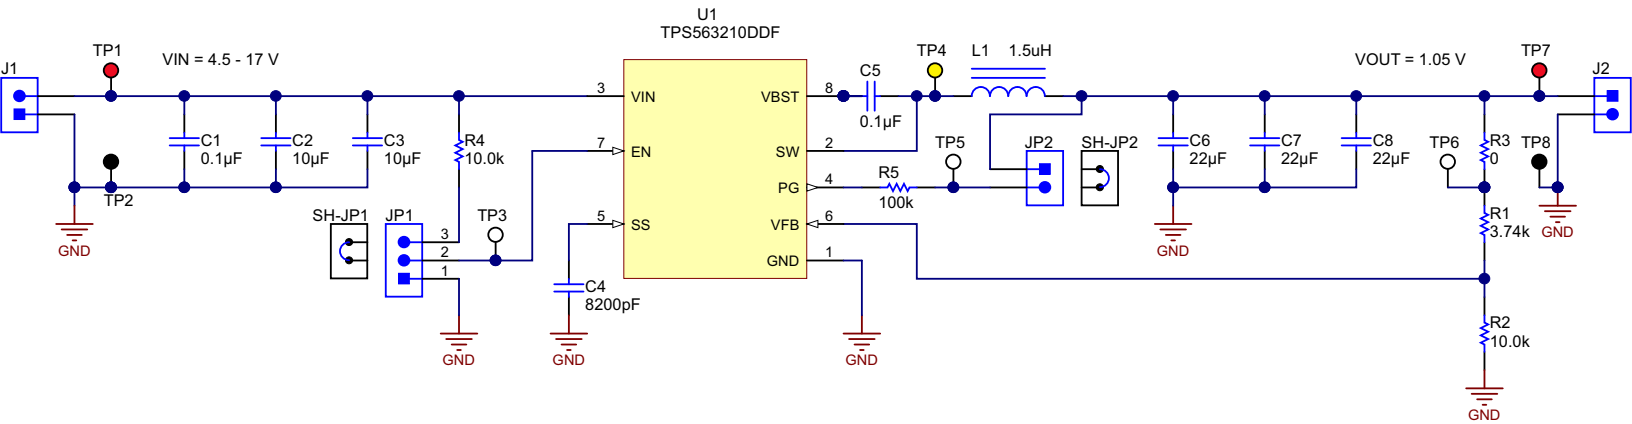 U1
TPS563210DDF
J1
TP1
VIN = 4.5 - 17 V
TP2
GND
C1
0.1µF
C2
10µF
C3
10µF
R4
10.0k
SH-JP1
JP1
3
2
1
TP3
GND
C4
8200pF
GND
3
VIN
7
EN
5
SS
VBST
8
SW
2
PG
4
VFB
6
GND
1
GND
C5
0.1µF
TP4
L1
1.5uH
R5
100k
TP5
JP2
SH-JP2
VOUT = 1.05 V
C6
22µF
C7
22µF
C8
22µF
GND
TP6
TP7
R3
0
TP8
J2
R1
3.74k
GND
R2
10.0k
GND